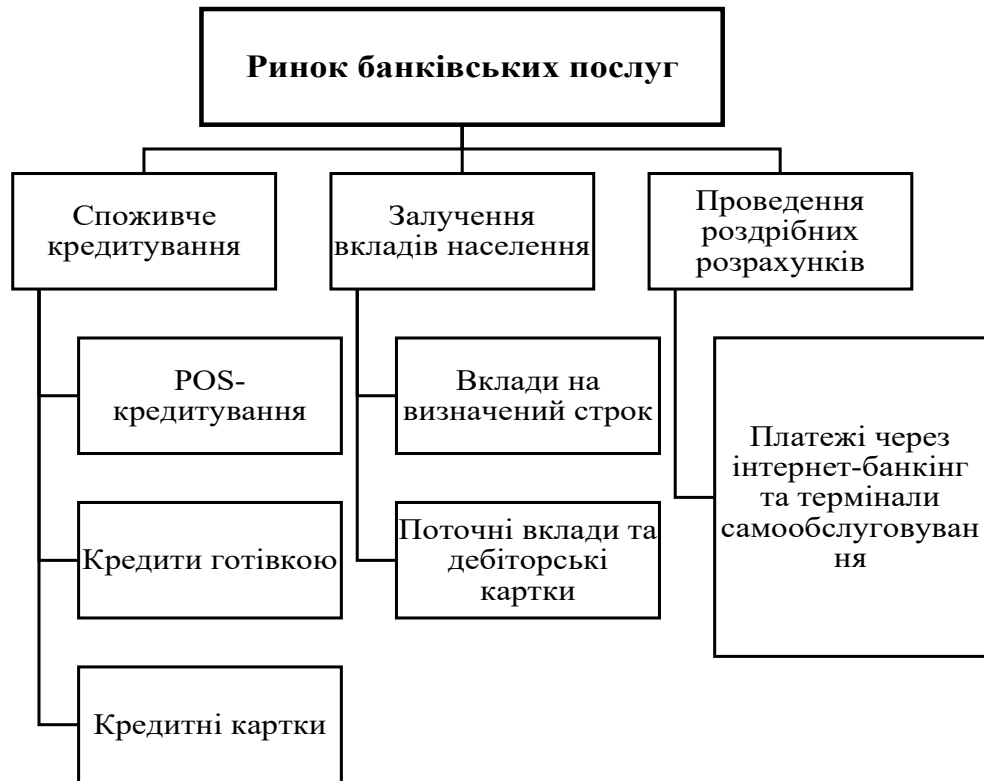 Ринок банківських послуг
Споживче
кредитування
Залучення
вкладів населення
Проведення
роздрібних
розрахунків
POS-
кредитування
Вклади на
визначений строк
Платежі через
інтернет-банкінг
та термінали
самообслуговуван
ня
Кредити готівкою
Поточні вклади та
дебіторські
картки
Кредитні картки